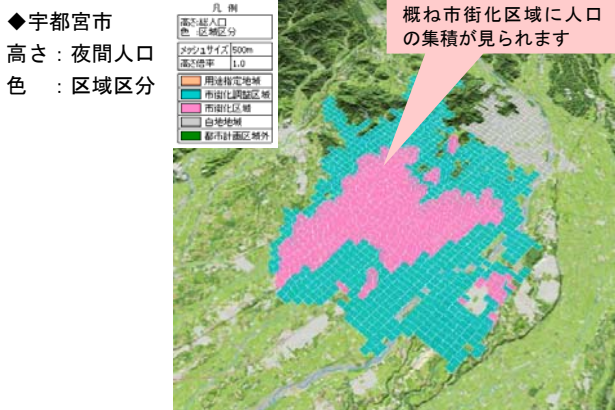 ◆宇都宮市
高さ：夜間人口
色　：区域区分
凡 例
高さ:総人口
色 :区域区分
メッシュサイズ 500m
高さ倍率 1.0
用途指定地域
市街化調整区域
市街化区域
白地地域
都市計画区域外
概ね市街化区域に人口
の集積が見られます